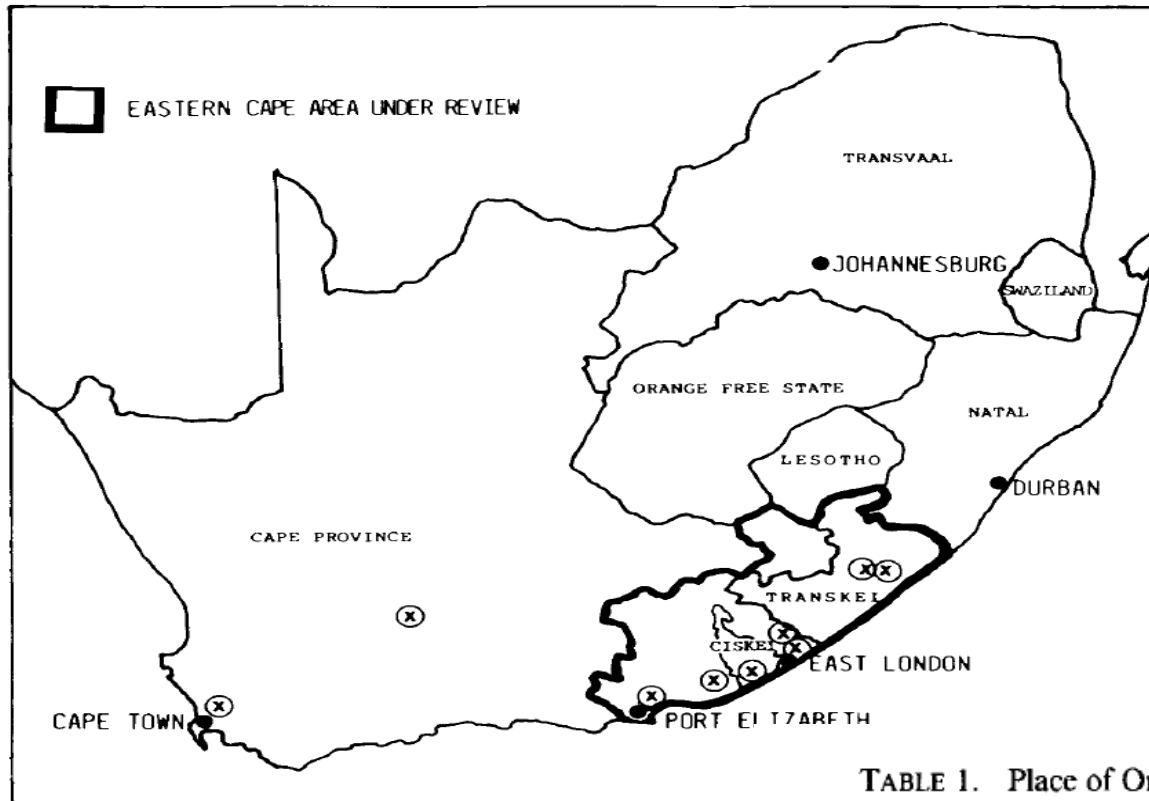 EASTERN CAPE AREA UNDER REVIEW
TRANSVAAL
JOHANNESBURG
SWAZILAND
ORANGE FREE STATE
NATAL
LESOTHO
DURBAN
CAPE PROVINCE
TRANSKEI
CISKEI
EAST LONDON
CAPE TOWN
PORT ELIZABETH
TABLE 1. Place of
x
x
x
x
x
x
x
x
x